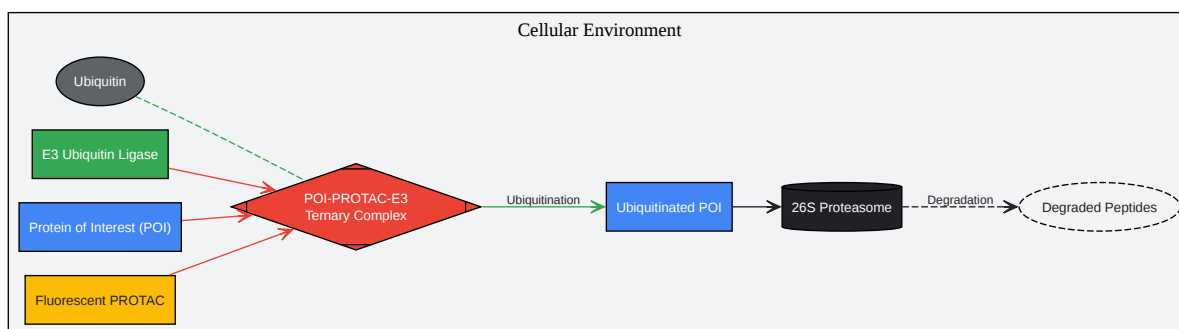 Cellular Environment
Ubiquitin
E3 Ubiquitin Ligase
Protein of Interest (POI)
Fluorescent PROTAC
POI-PROTAC-E3
Ternary Complex
Ubiquitination
Ubiquitinated POI
26S Proteasome
Degradation
Degraded Peptides